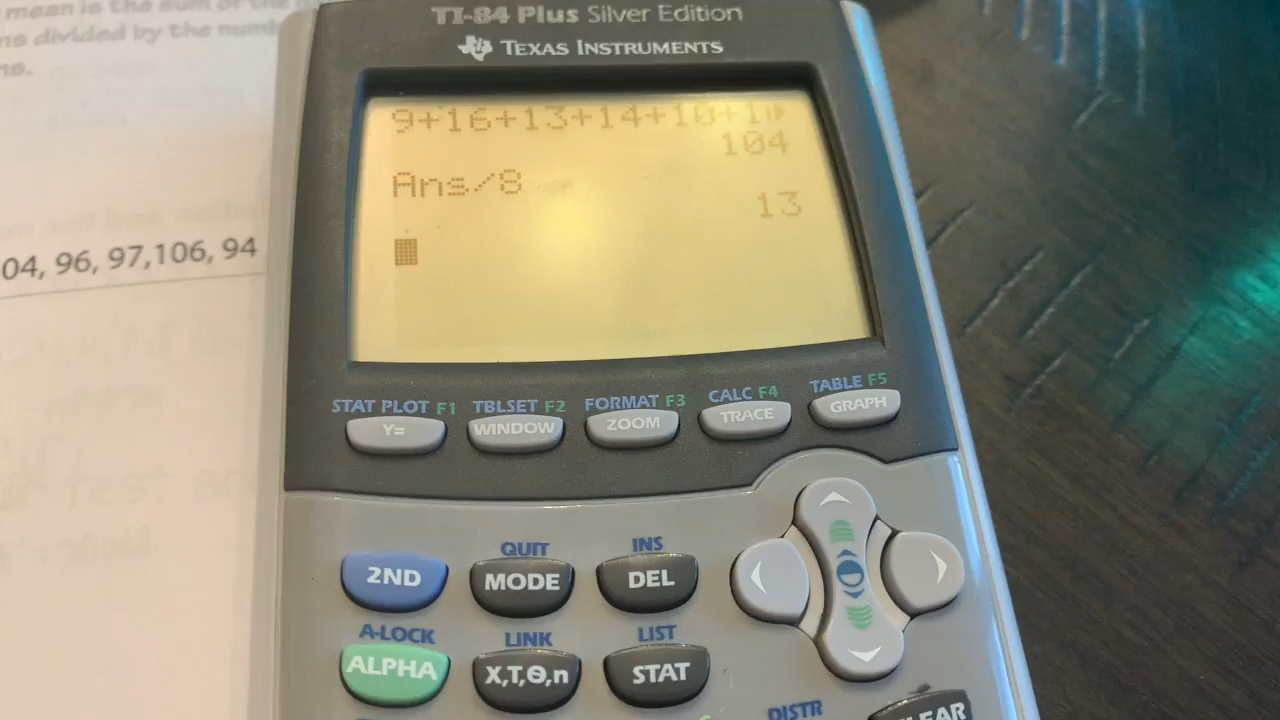 mean is the sum of the
divided by the
04, 96, 97,106, 94
TI-84 Plus Silver Edition
TEXAS INSTRUMENTS
9+16+13+14+10+1
104
Ans/8
13
STAT PLOT F1 TBLSET F2 FORMAT F3 CALC F4 TABLE F5
Y= WINDOW ZOOM TRACE GRAPH
QUIT INS
2ND MODE DEL
A-LOCK LINK LIST
ALPHA X,T,Θ,n STAT
DISTR